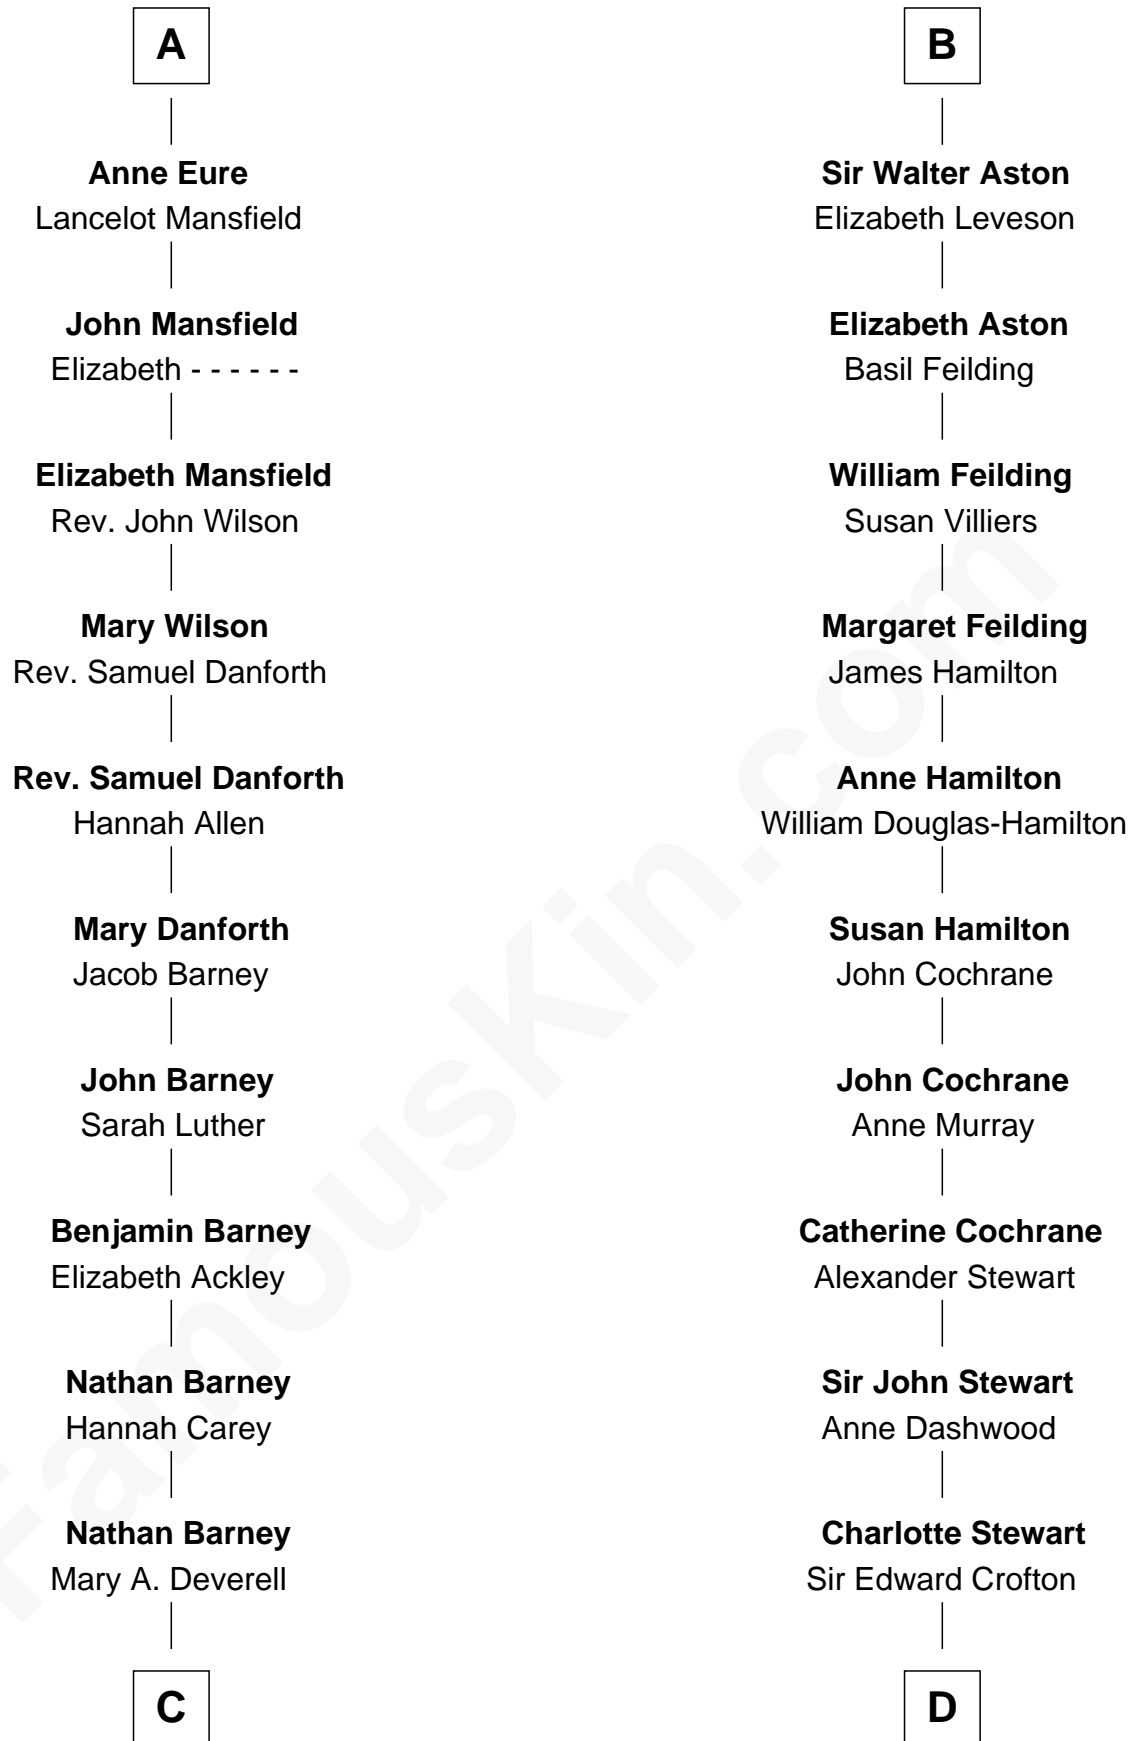 A
Anne Eure
Lancelot Mansfield
John Mansfield
Elizabeth - - - - - -
Elizabeth Mansfield
Rev. John Wilson
Mary Wilson
Rev. Samuel Danforth
Rev. Samuel Danforth
Hannah Allen
Mary Danforth
Jacob Barney
John Barney
Sarah Luther
Benjamin Barney
Elizabeth Ackley
Nathan Barney
Hannah Carey
Nathan Barney
Mary A. Deverell
C
B
Sir Walter Aston
Elizabeth Leveson
Elizabeth Aston
Basil Feilding
William Feilding
Susan Villiers
Margaret Feilding
James Hamilton
Anne Hamilton
William Douglas-Hamilton
Susan Hamilton
John Cochrane
John Cochrane
Anne Murray
Catherine Cochrane
Alexander Stewart
Sir John Stewart
Anne Dashwood
Charlotte Stewart
Sir Edward Crofton
D
FamousKin.com